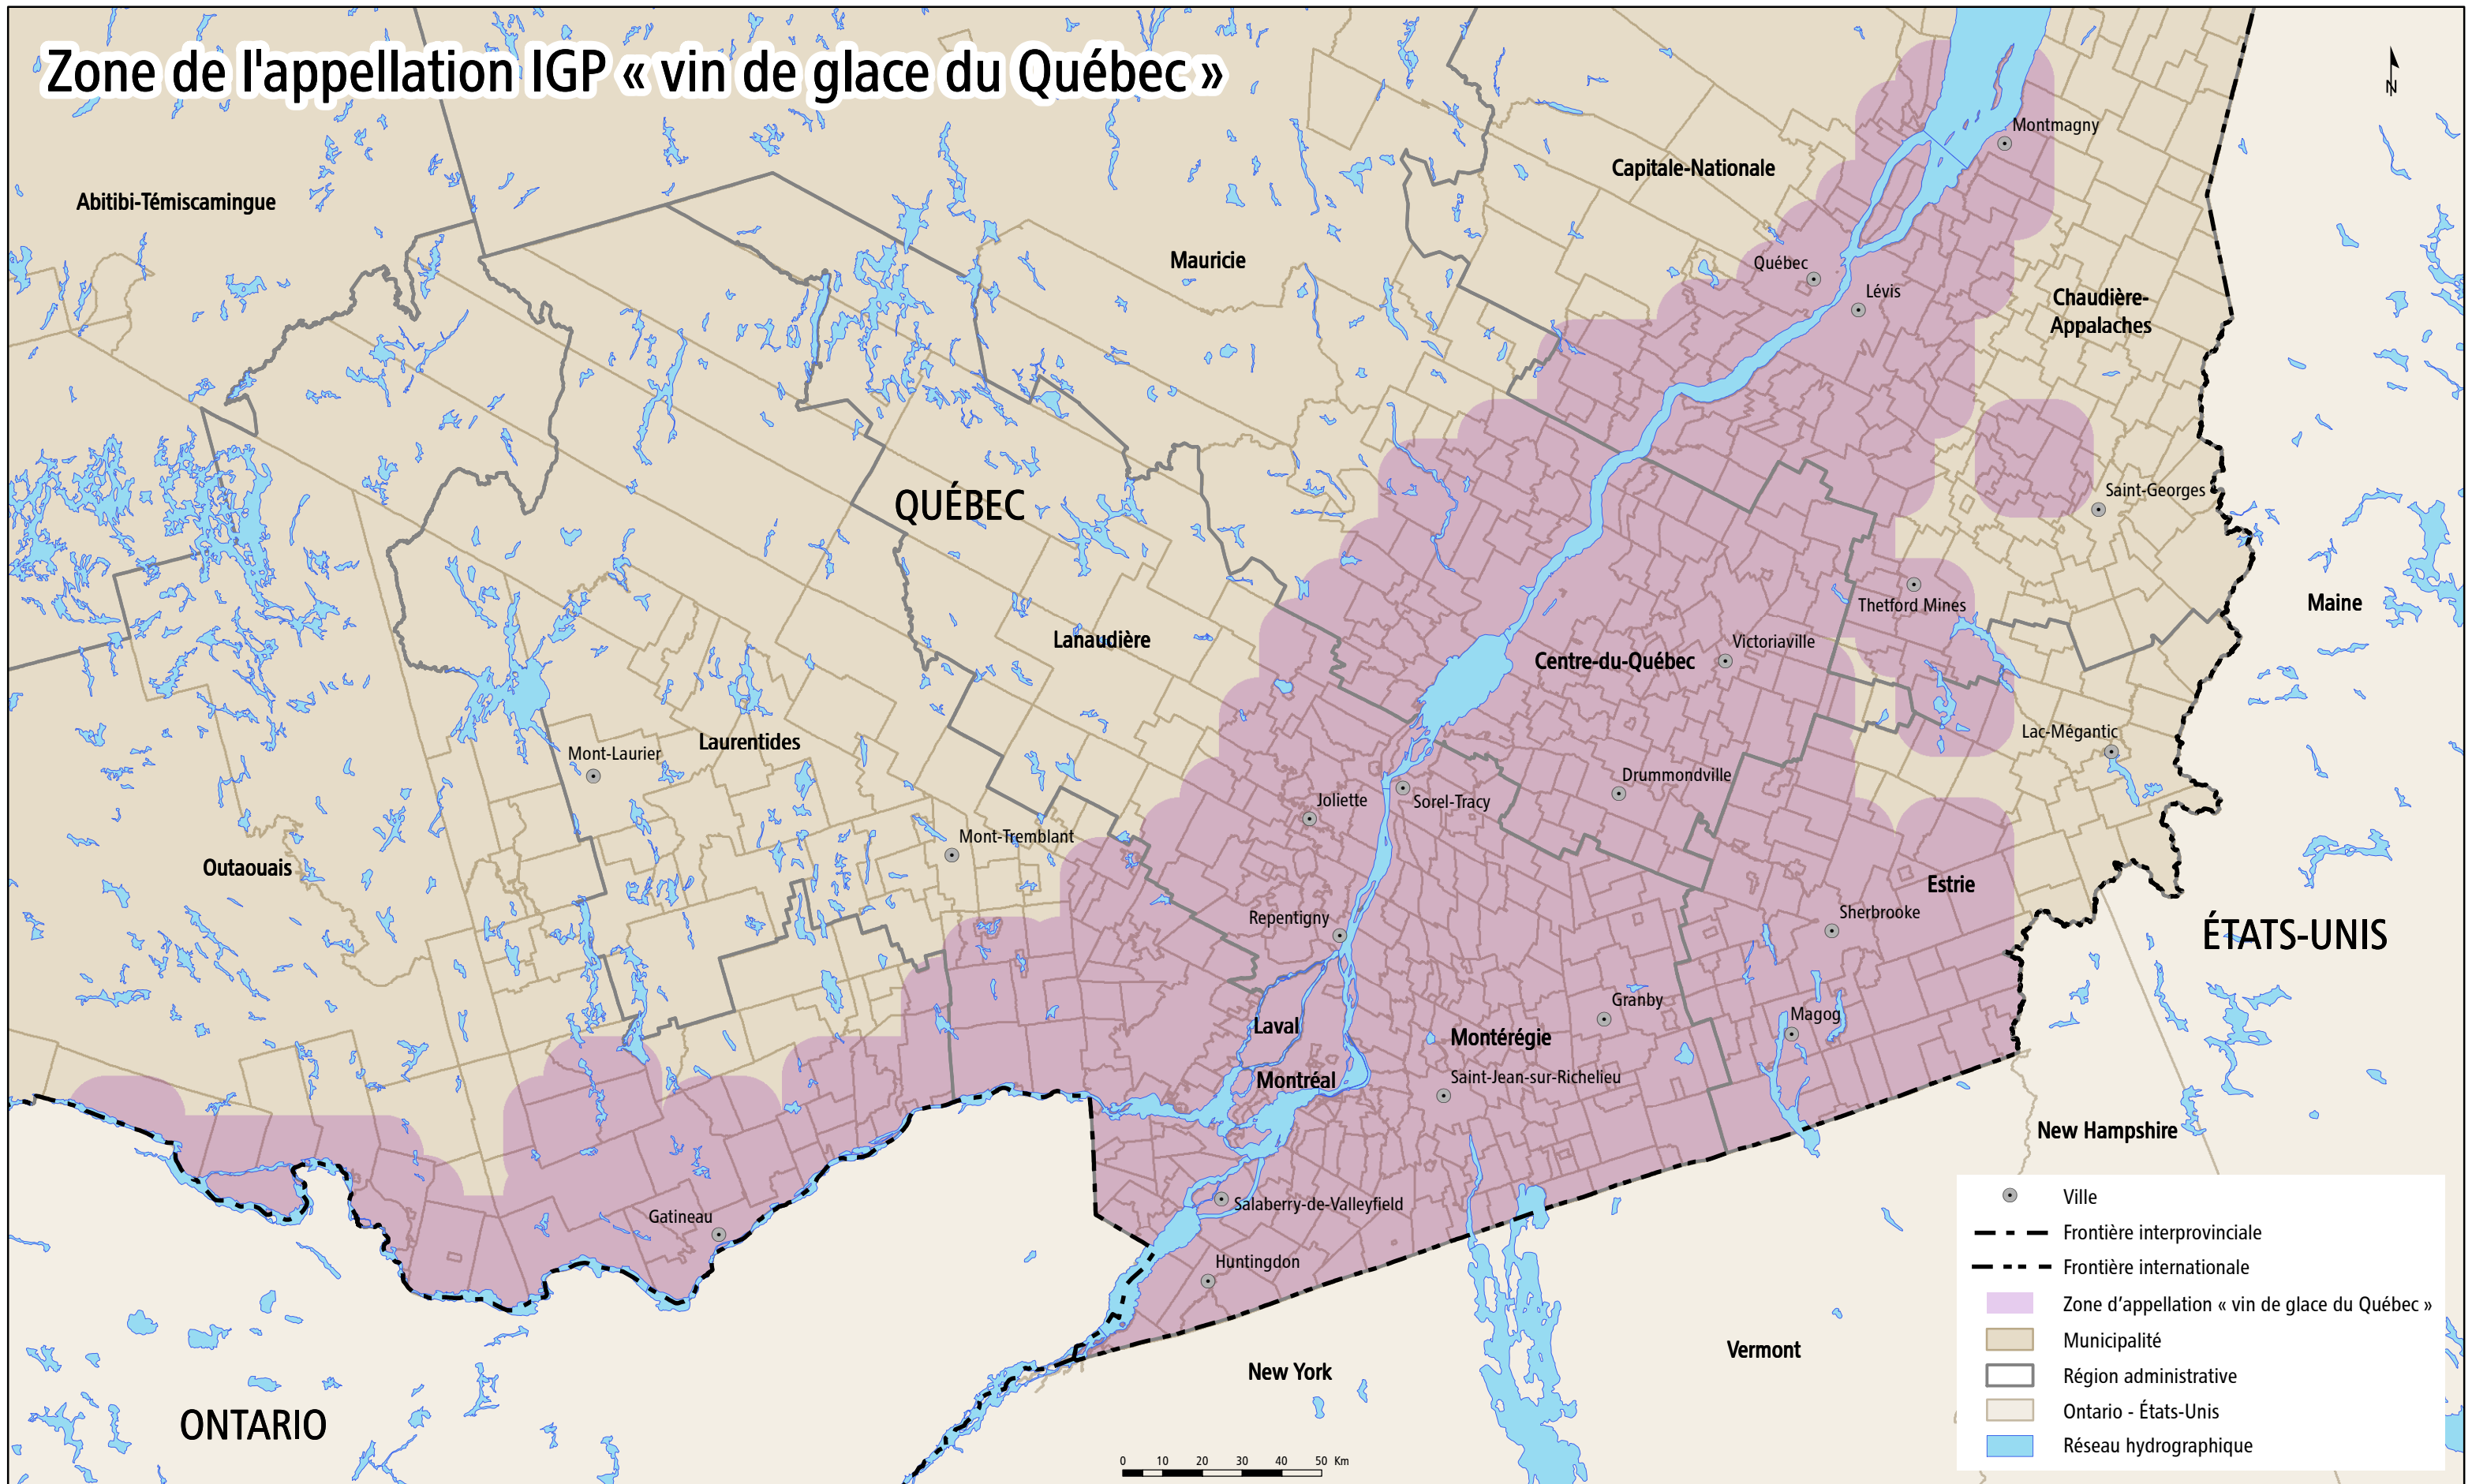 Zone de l'appellation IGP « vin de glace du Québec »
N
Montmagny
Capitale-Nationale
Abitibi-Témiscamingue
Mauricie
Québec
Lévis
Chaudière-
Appalaches
QUÉBEC
Saint-Georges
Thetford Mines
Maine
Lanaudière
Victoriaville
Centre-du-Québec
Laurentides
Mont-Laurier
Lac-Mégantic
Drummondville
Joliette
Sorel-Tracy
Mont-Tremblant
Outaouais
Estrie
Repentigny
Sherbrooke
ÉTATS-UNIS
Granby
Magog
Laval
Montérégie
Montréal
Saint-Jean-sur-Richelieu
New Hampshire
Gatineau
Salaberry-de-Valleyfield
Huntingdon
Vermont
New York
ONTARIO
Ville
Frontière interprovinciale
Frontière internationale
Zone d’appellation « vin de glace du Québec »
Municipalité
Région administrative
Ontario - États-Unis
Réseau hydrographique
0 10 20 30 40 50 Km